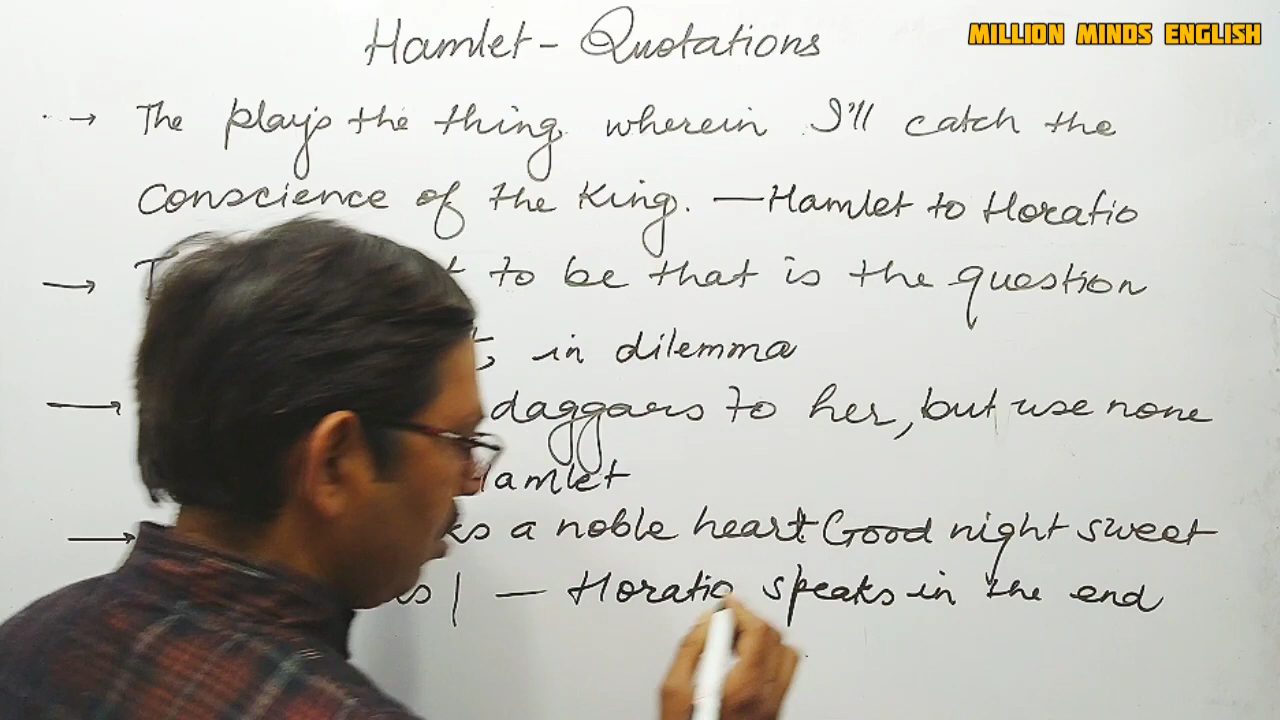 Hamlet - Quotations
MILLION MINDS ENGLISH
→ The play's the thing wherein I'll catch the
conscience of the King. — Hamlet to Horatio
→ to be that is the question
in dilemma
→ daggars to her, but use none
Hamlet
→ a noble heart Good night sweet
— Horatio speaks in the end